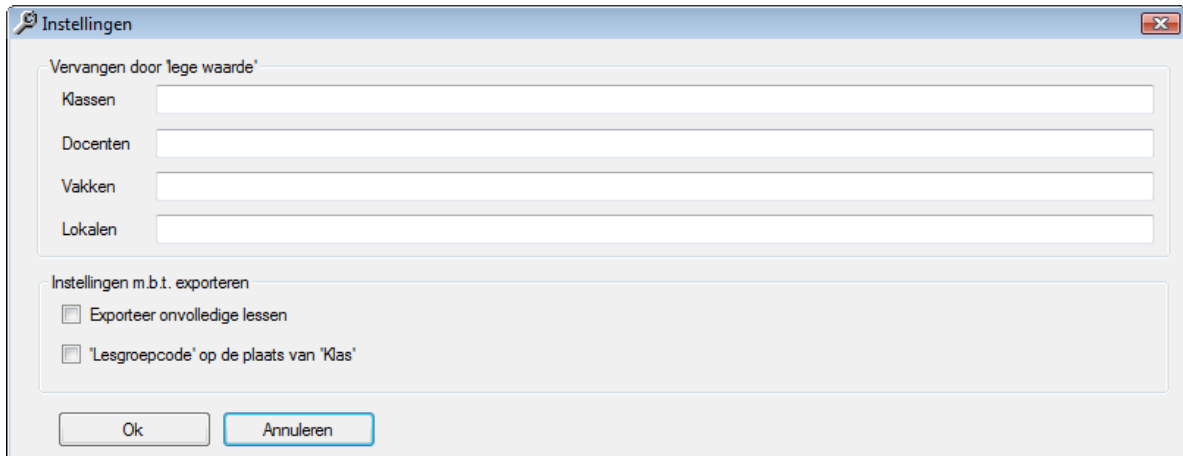 Instellingen
Vervangen door 'lege waarde'
Klassen
Docenten
Vakken
Lokalen
Instellingen m.b.t. exporteren
Exporteer onvolledige lessen
'Lesgroepcode' op de plaats van 'Klas'
Ok Annuleren